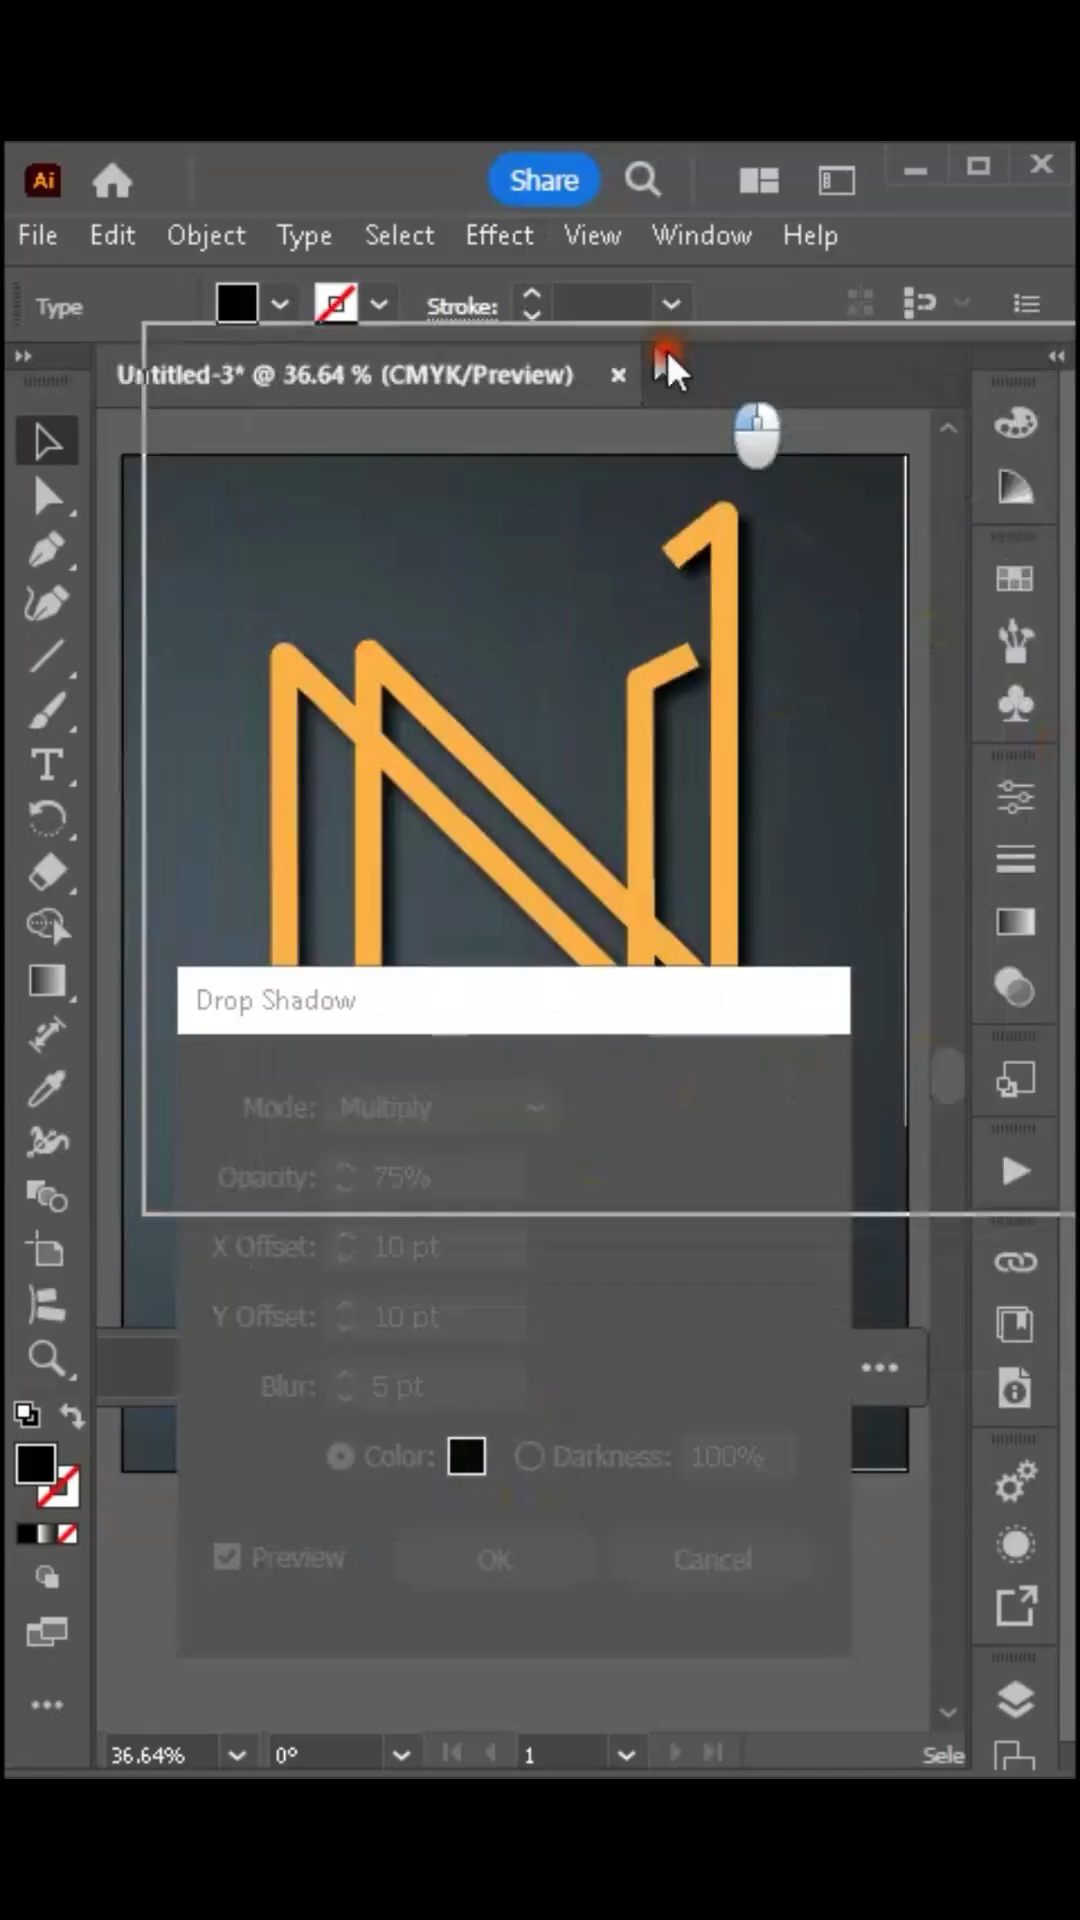 Ai
Share
File Edit Object Type Select Effect View Window Help
Type Stroke:
Untitled-3* @ 36.64 % (CMYK/Preview) ×
Drop Shadow
Mode: Multiply
Opacity: 75%
X Offset: 10 pt
Y Offset: 10 pt
Blur: 5 pt
Color: Darkness: 100%
Preview OK Cancel
36.64% 0° 1 Sele